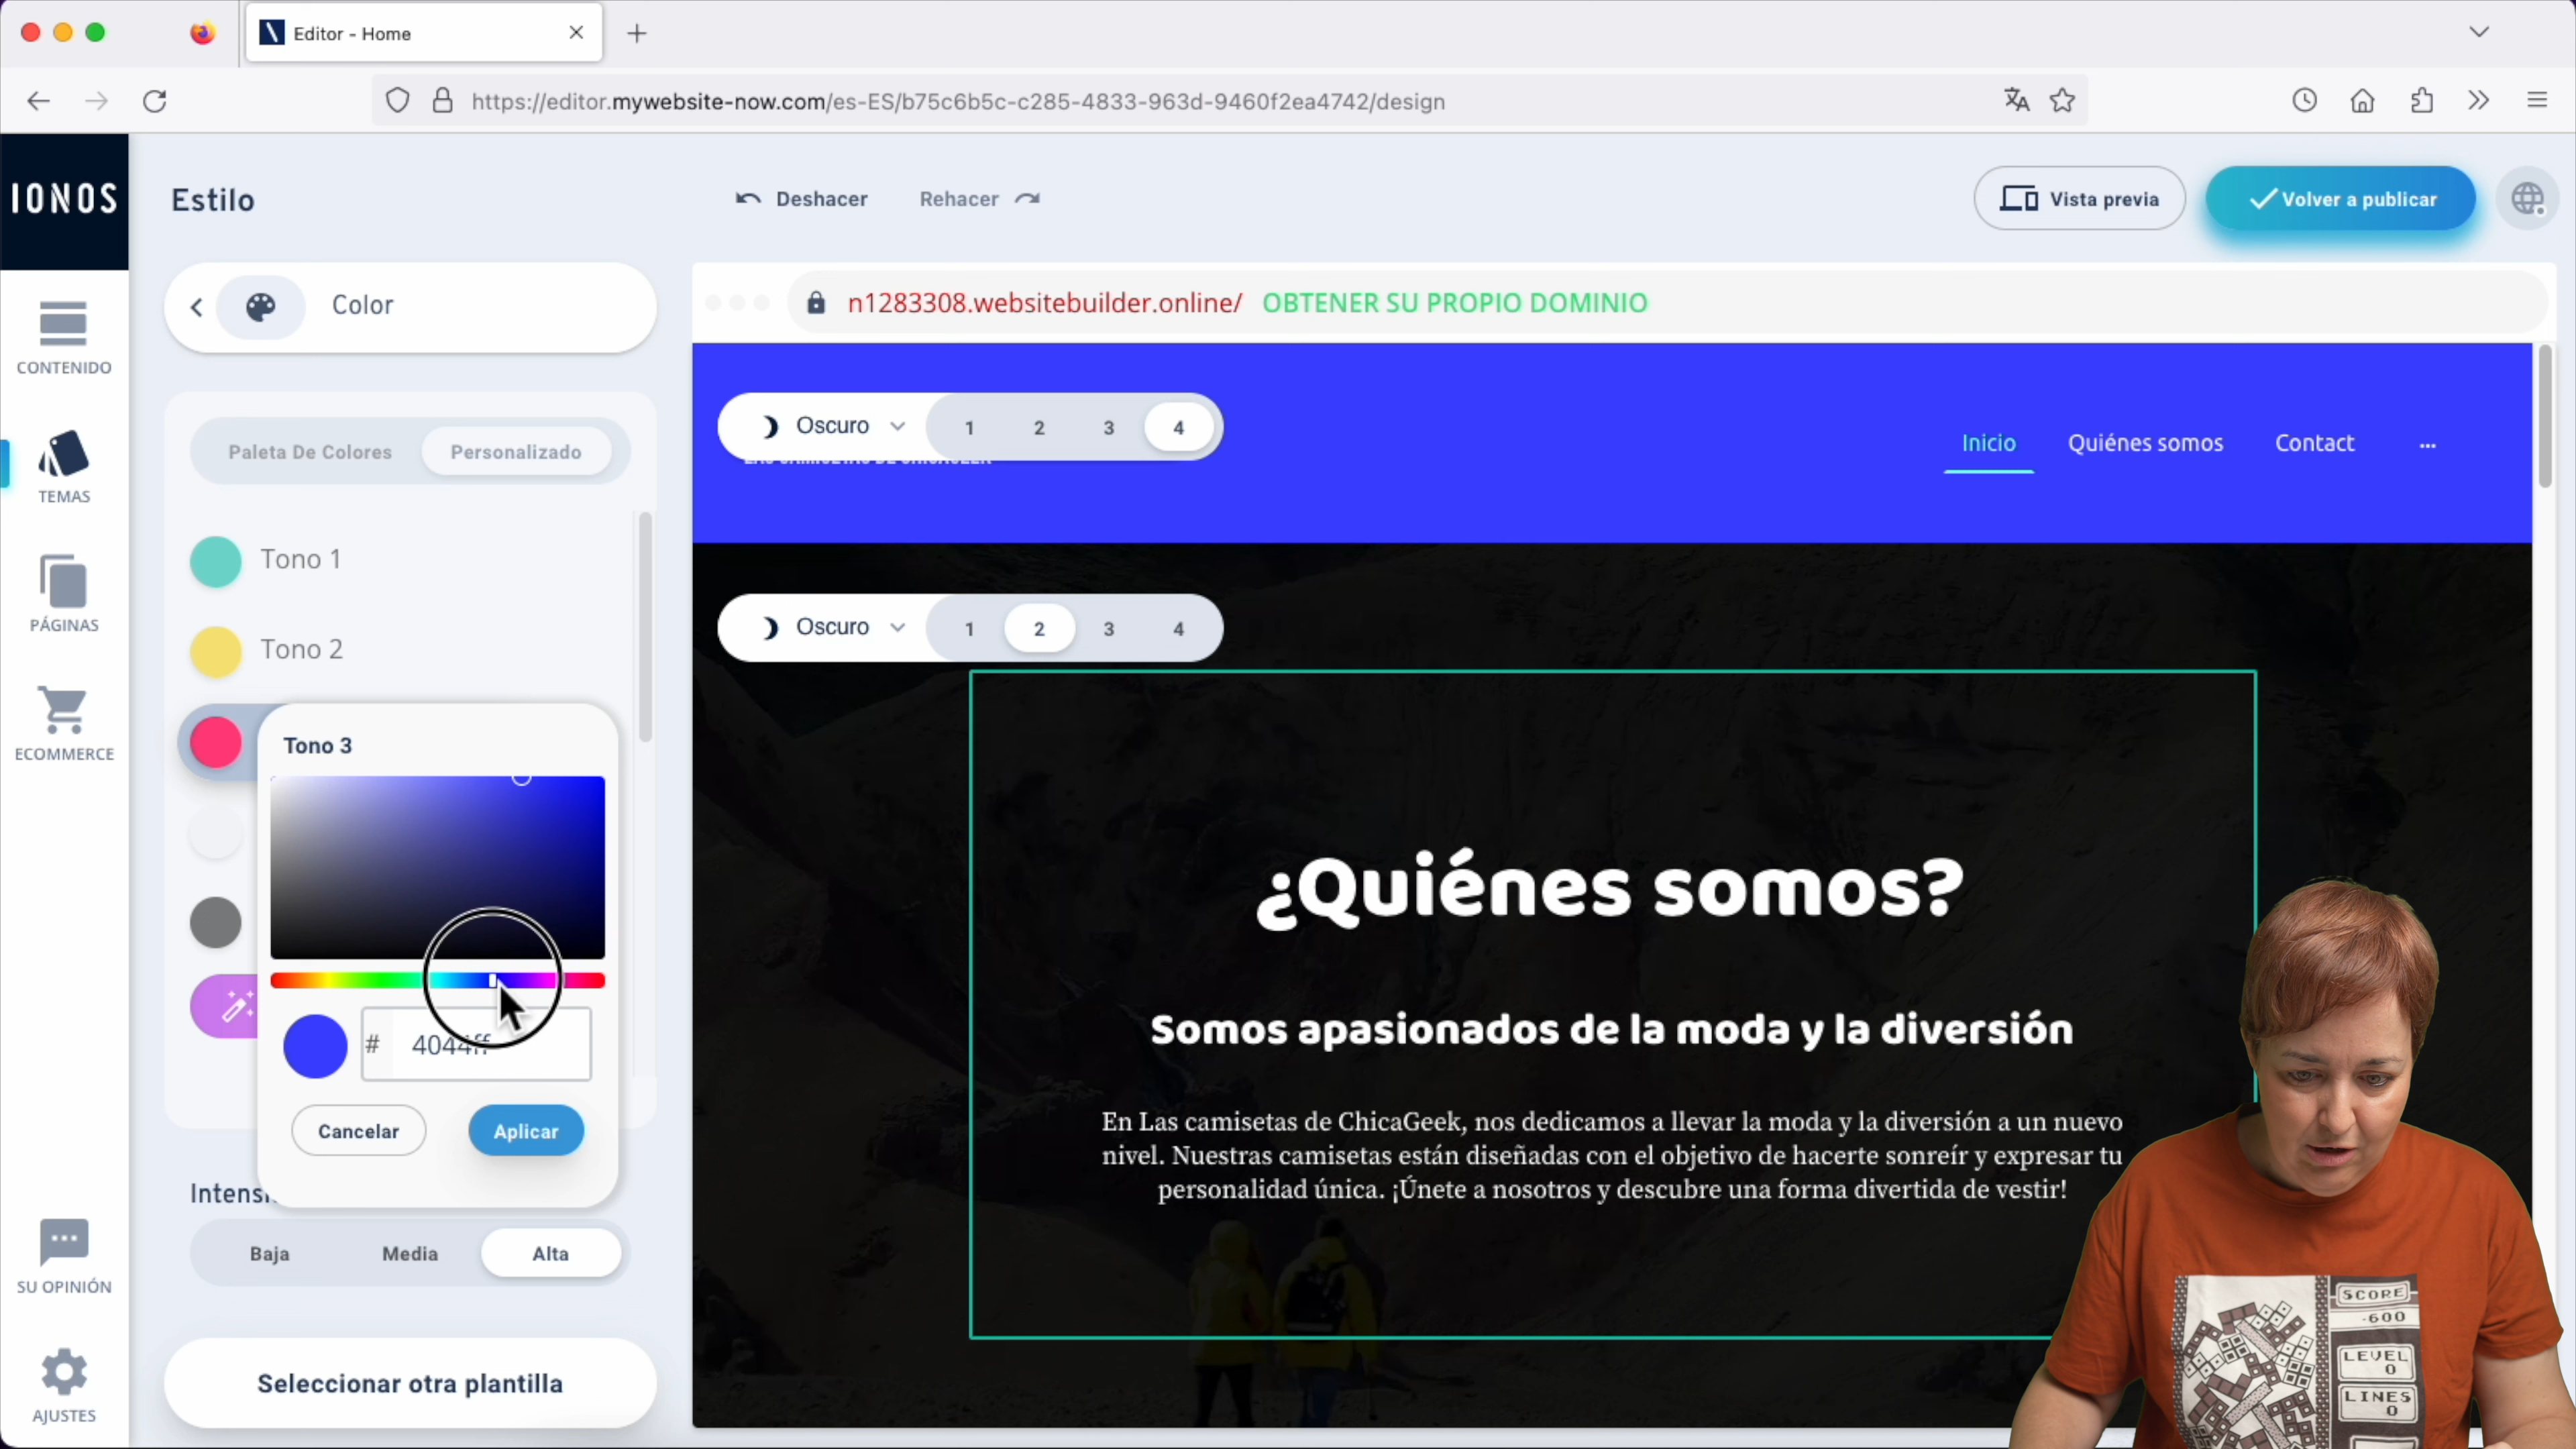 Editor - Home
https://editor.mywebsite-now.com/es-ES/b75c6b5c-c285-4833-963d-9460f2ea4742/design
IONOS
Estilo
Deshacer
Rehacer
Vista previa
Volver a publicar
Color
n1283308.websitebuilder.online/ OBTENER SU PROPIO DOMINIO
CONTENIDO
Paleta De Colores
Personalizado
Oscuro
1 2 3 4
Inicio
Quiénes somos
Contact
...
TEMAS
Tono 1
PÁGINAS
Tono 2
Oscuro
1 2 3 4
ECOMMERCE
Tono 3
¿Quiénes somos?
Somos apasionados de la moda y la diversión
# 4044ff
En Las camisetas de ChicaGeek, nos dedicamos a llevar la moda y la diversión a un nuevo
nivel. Nuestras camisetas están diseñadas con el objetivo de hacerte sonreír y expresar tu
personalidad única. ¡Únete a nosotros y descubre una forma divertida de vestir!
Cancelar
Aplicar
Baja
Media
Alta
SU OPINIÓN
Seleccionar otra plantilla
AJUSTES
SCORE
600
LEVEL
0
LINES
0